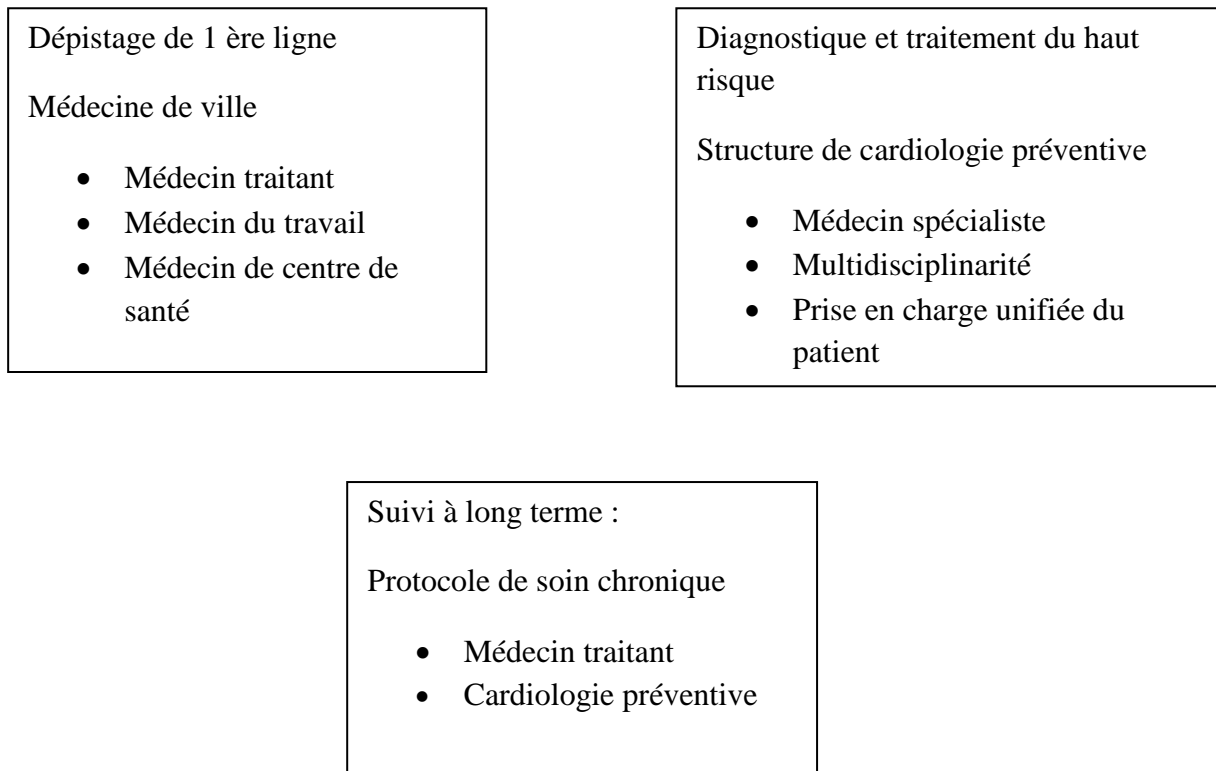 Dépistage de 1 ère ligne
Médecine de ville
• Médecin traitant
• Médecin du travail
• Médecin de centre de
santé
Diagnostique et traitement du haut
risque
Structure de cardiologie préventive
• Médecin spécialiste
• Multidisciplinarité
• Prise en charge unifiée du
patient
Suivi à long terme :
Protocole de soin chronique
• Médecin traitant
• Cardiologie préventive